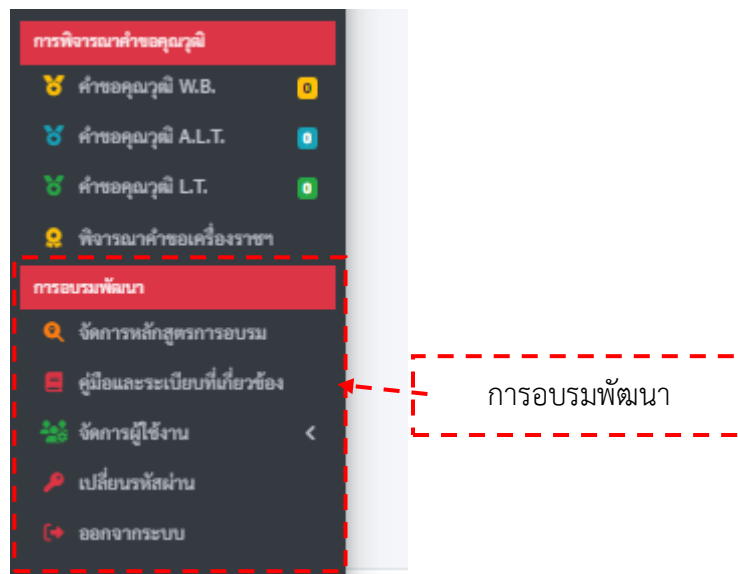 การพิจารณาคำขอคุณวุฒิ
คำขอคุณวุฒิ W.B. 0
คำขอคุณวุฒิ A.L.T. 0
คำขอคุณวุฒิ L.T. 0
พิจารณาคำขอเครื่องราชฯ
การอบรมพัฒนา
จัดการหลักสูตรการอบรม
คู่มือและระเบียบที่เกี่ยวข้อง
การอบรมพัฒนา
จัดการผู้ใช้งาน
เปลี่ยนรหัสผ่าน
ออกจากระบบ